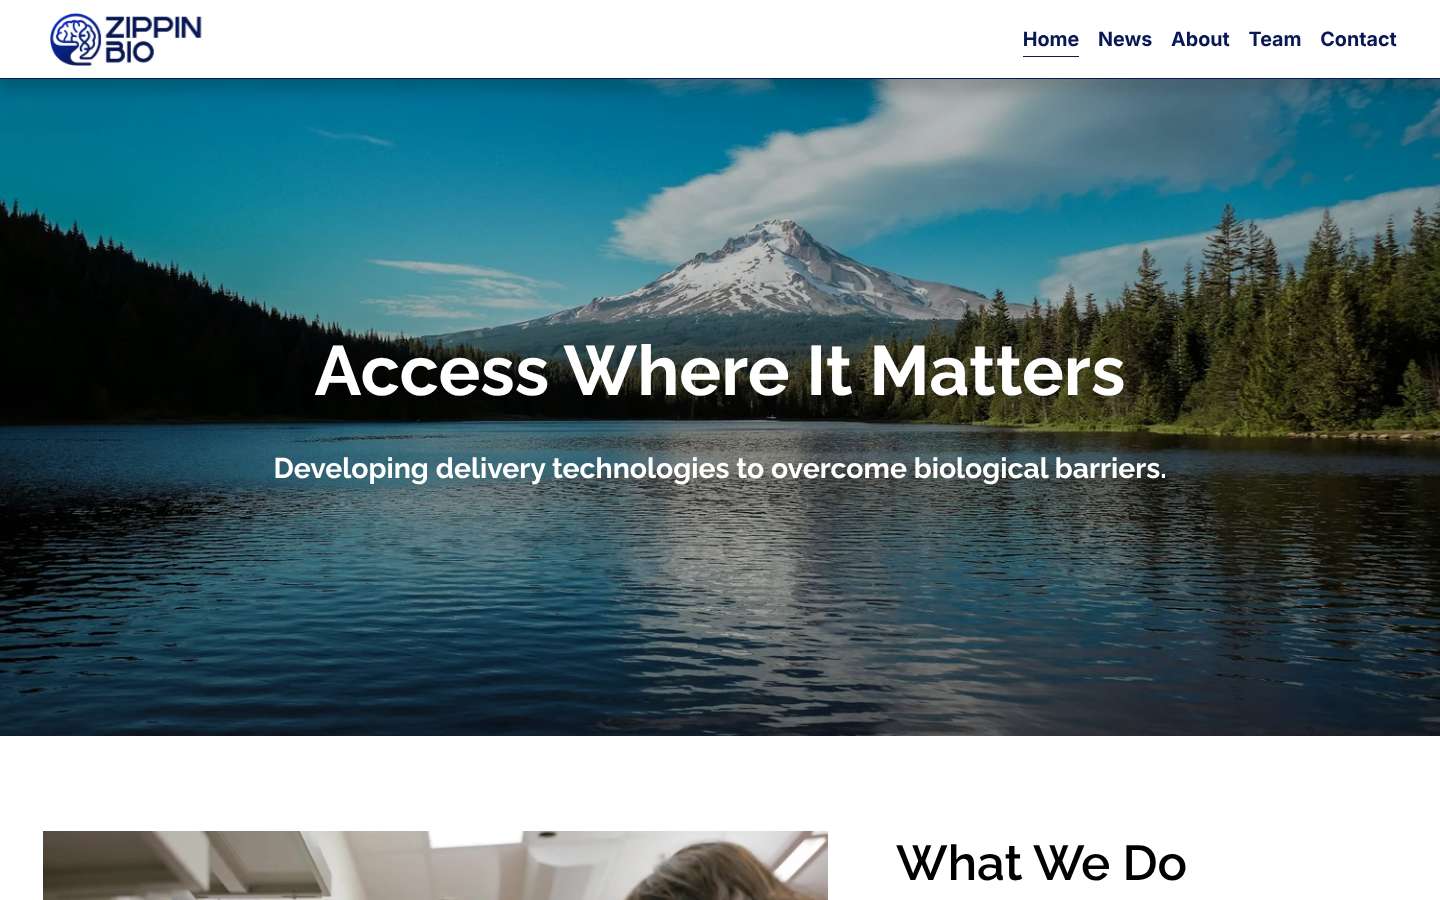 ZIPPIN
BIO
Home News About Team Contact
Access Where It Matters
Developing delivery technologies to overcome biological barriers.
What We Do